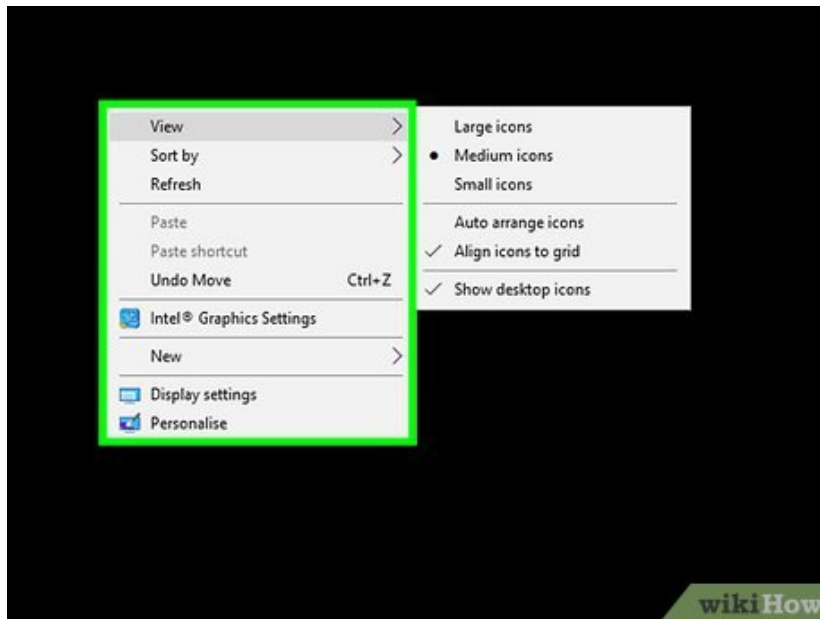 View
Sort by
Refresh
Paste
Paste shortcut
Undo Move Ctrl+Z
Intel® Graphics Settings
New
Display settings
Personalise
Large icons
Medium icons
Small icons
Auto arrange icons
Align icons to grid
Show desktop icons
wikiHow